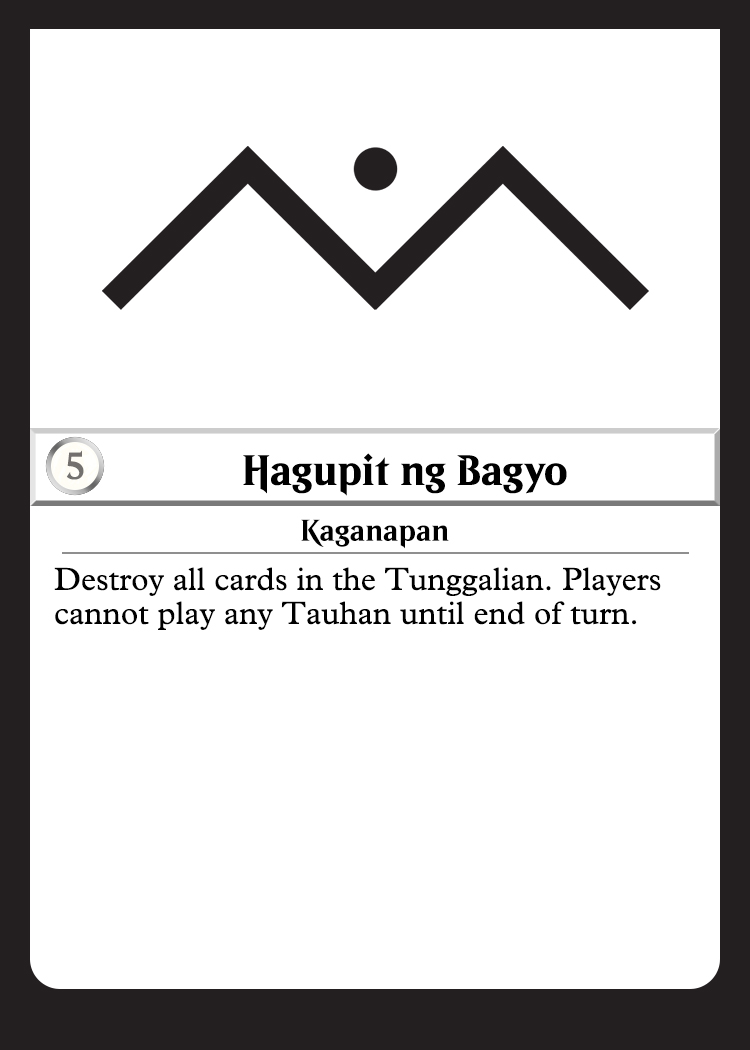 5
Hagupit ng Bagyo
Kaganapan
Destroy all cards in the Tunggalian. Players
cannot play any Tauhan until end of turn.